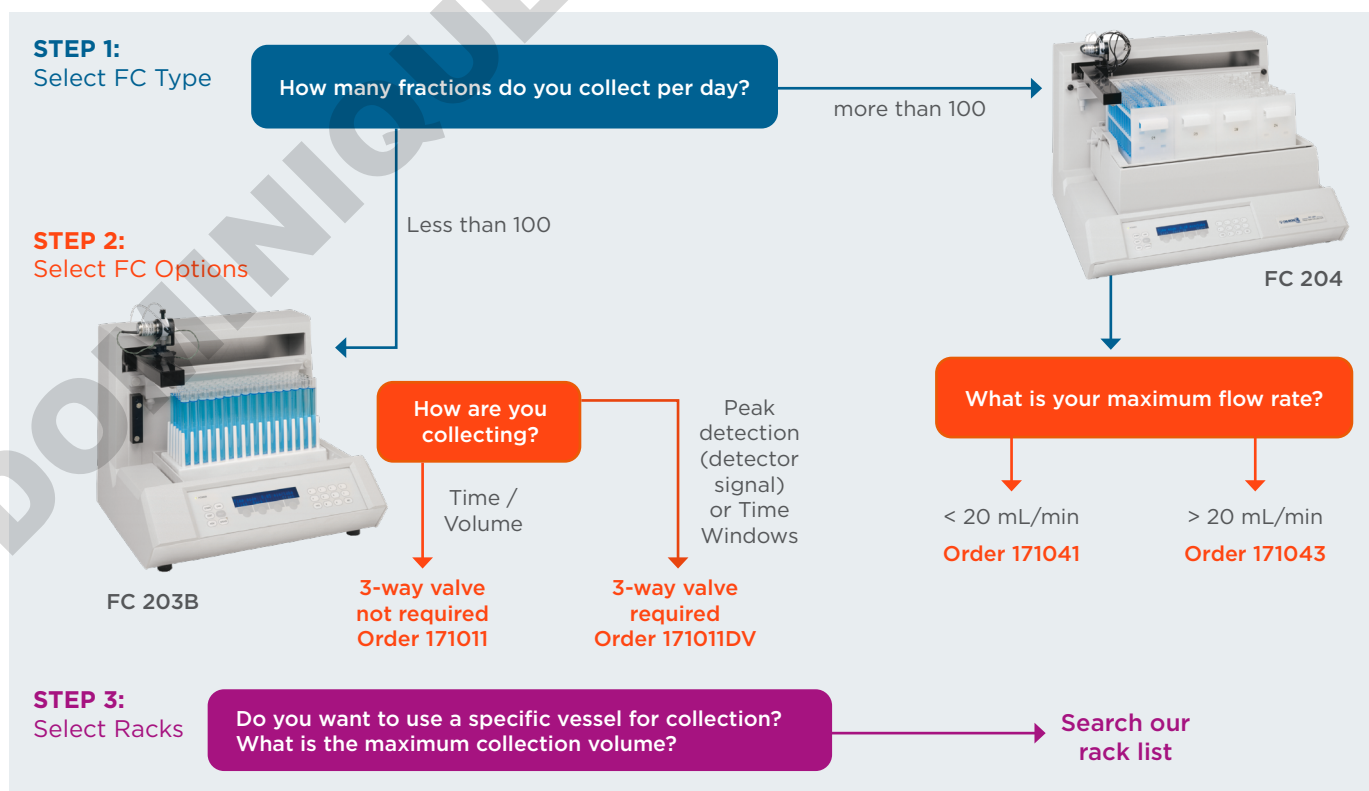 STEP 1:
Select FC Type
How many fractions do you collect per day?
more than 100
Less than 100
FC 204
STEP 2:
Select FC Options
FC 203B
How are you
collecting?
Time /
Volume
3-way valve
not required
Order 171011
Peak
detection
(detector
signal)
or Time
Windows
3-way valve
required
Order 171011DV
What is your maximum flow rate?
< 20 mL/min
Order 171041
> 20 mL/min
Order 171043
STEP 3:
Select Racks
Do you want to use a specific vessel for collection?
What is the maximum collection volume?
Search our
rack list
DOMINIQUE